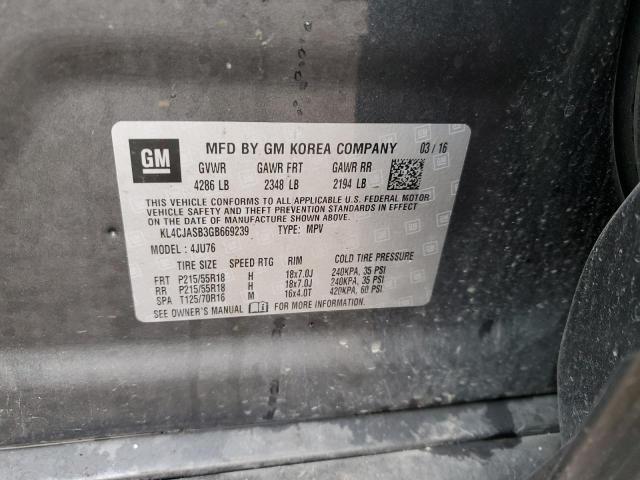 GM
MFD BY GM KOREA COMPANY 03 / 16
GVWR GAWR FRT GAWR RR
4286 LB 2348 LB 2194 LB
THIS VEHICLE CONFORMS TO ALL APPLICABLE U.S. FEDERAL MOTOR
VEHICLE SAFETY AND THEFT PREVENTION STANDARDS IN EFFECT
ON THE DATE OF MANUFACTURE SHOWN ABOVE.
KL4CJASB3GB669239 TYPE: MPV
MODEL : 4JU76
TIRE SIZE SPEED RTG RIM COLD TIRE PRESSURE
FRT P215/55R18 H 18x7.0J 240KPA, 35 PSI
RR P215/55R18 H 18x7.0J 240KPA, 35 PSI
SPA T125/70R16 M 16x4.0T 420KPA, 60 PSI
SEE OWNER'S MANUAL FOR MORE INFORMATION.